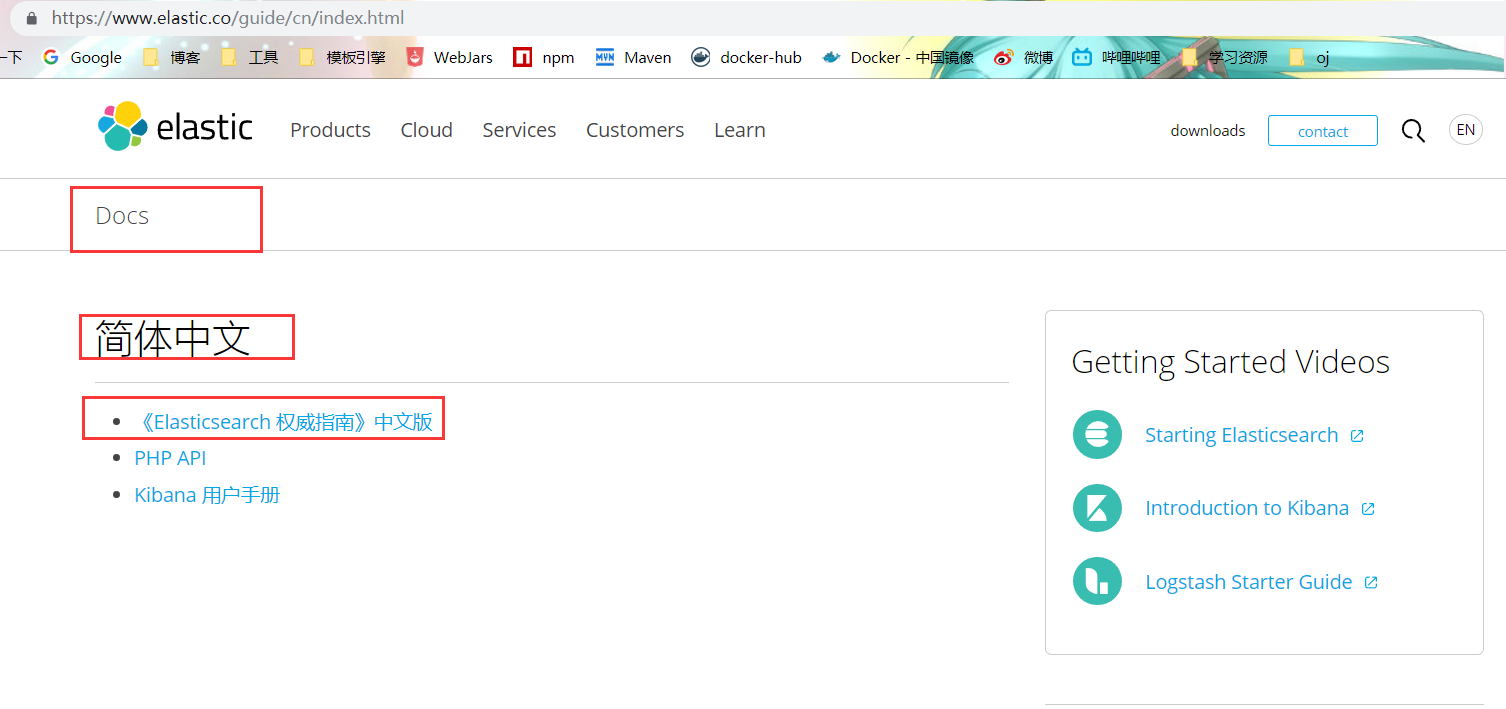 https://www.elastic.co/guide/cn/index.html
一下 Google 博客 工具 模板引擎 WebJars npm Maven docker-hub Docker - 中国镜像 微博 哔哩哔哩 学习资源 oj
elastic Products Cloud Services Customers Learn downloads contact EN
Docs
简体中文
《Elasticsearch 权威指南》中文版
PHP API
Kibana 用户手册
Getting Started Videos
Starting Elasticsearch
Introduction to Kibana
Logstash Starter Guide